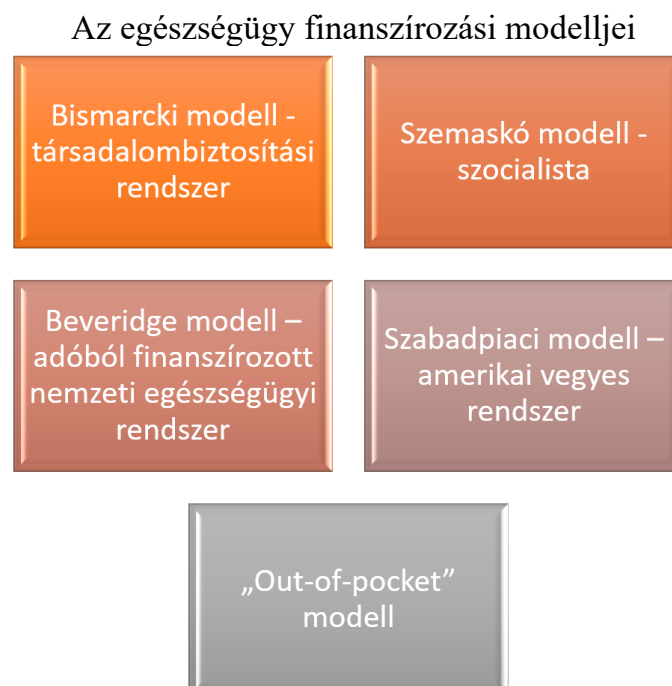 Az egészségügy finanszírozási modelljei
Bismarcki modell -
társadalombiztosítási
rendszer
Szemaskó modell -
szocialista
Beveridge modell –
adóból finanszírozott
nemzeti egészségügyi
rendszer
Szabadpiaci modell –
amerikai vegyes
rendszer
„Out-of-pocket”
modell